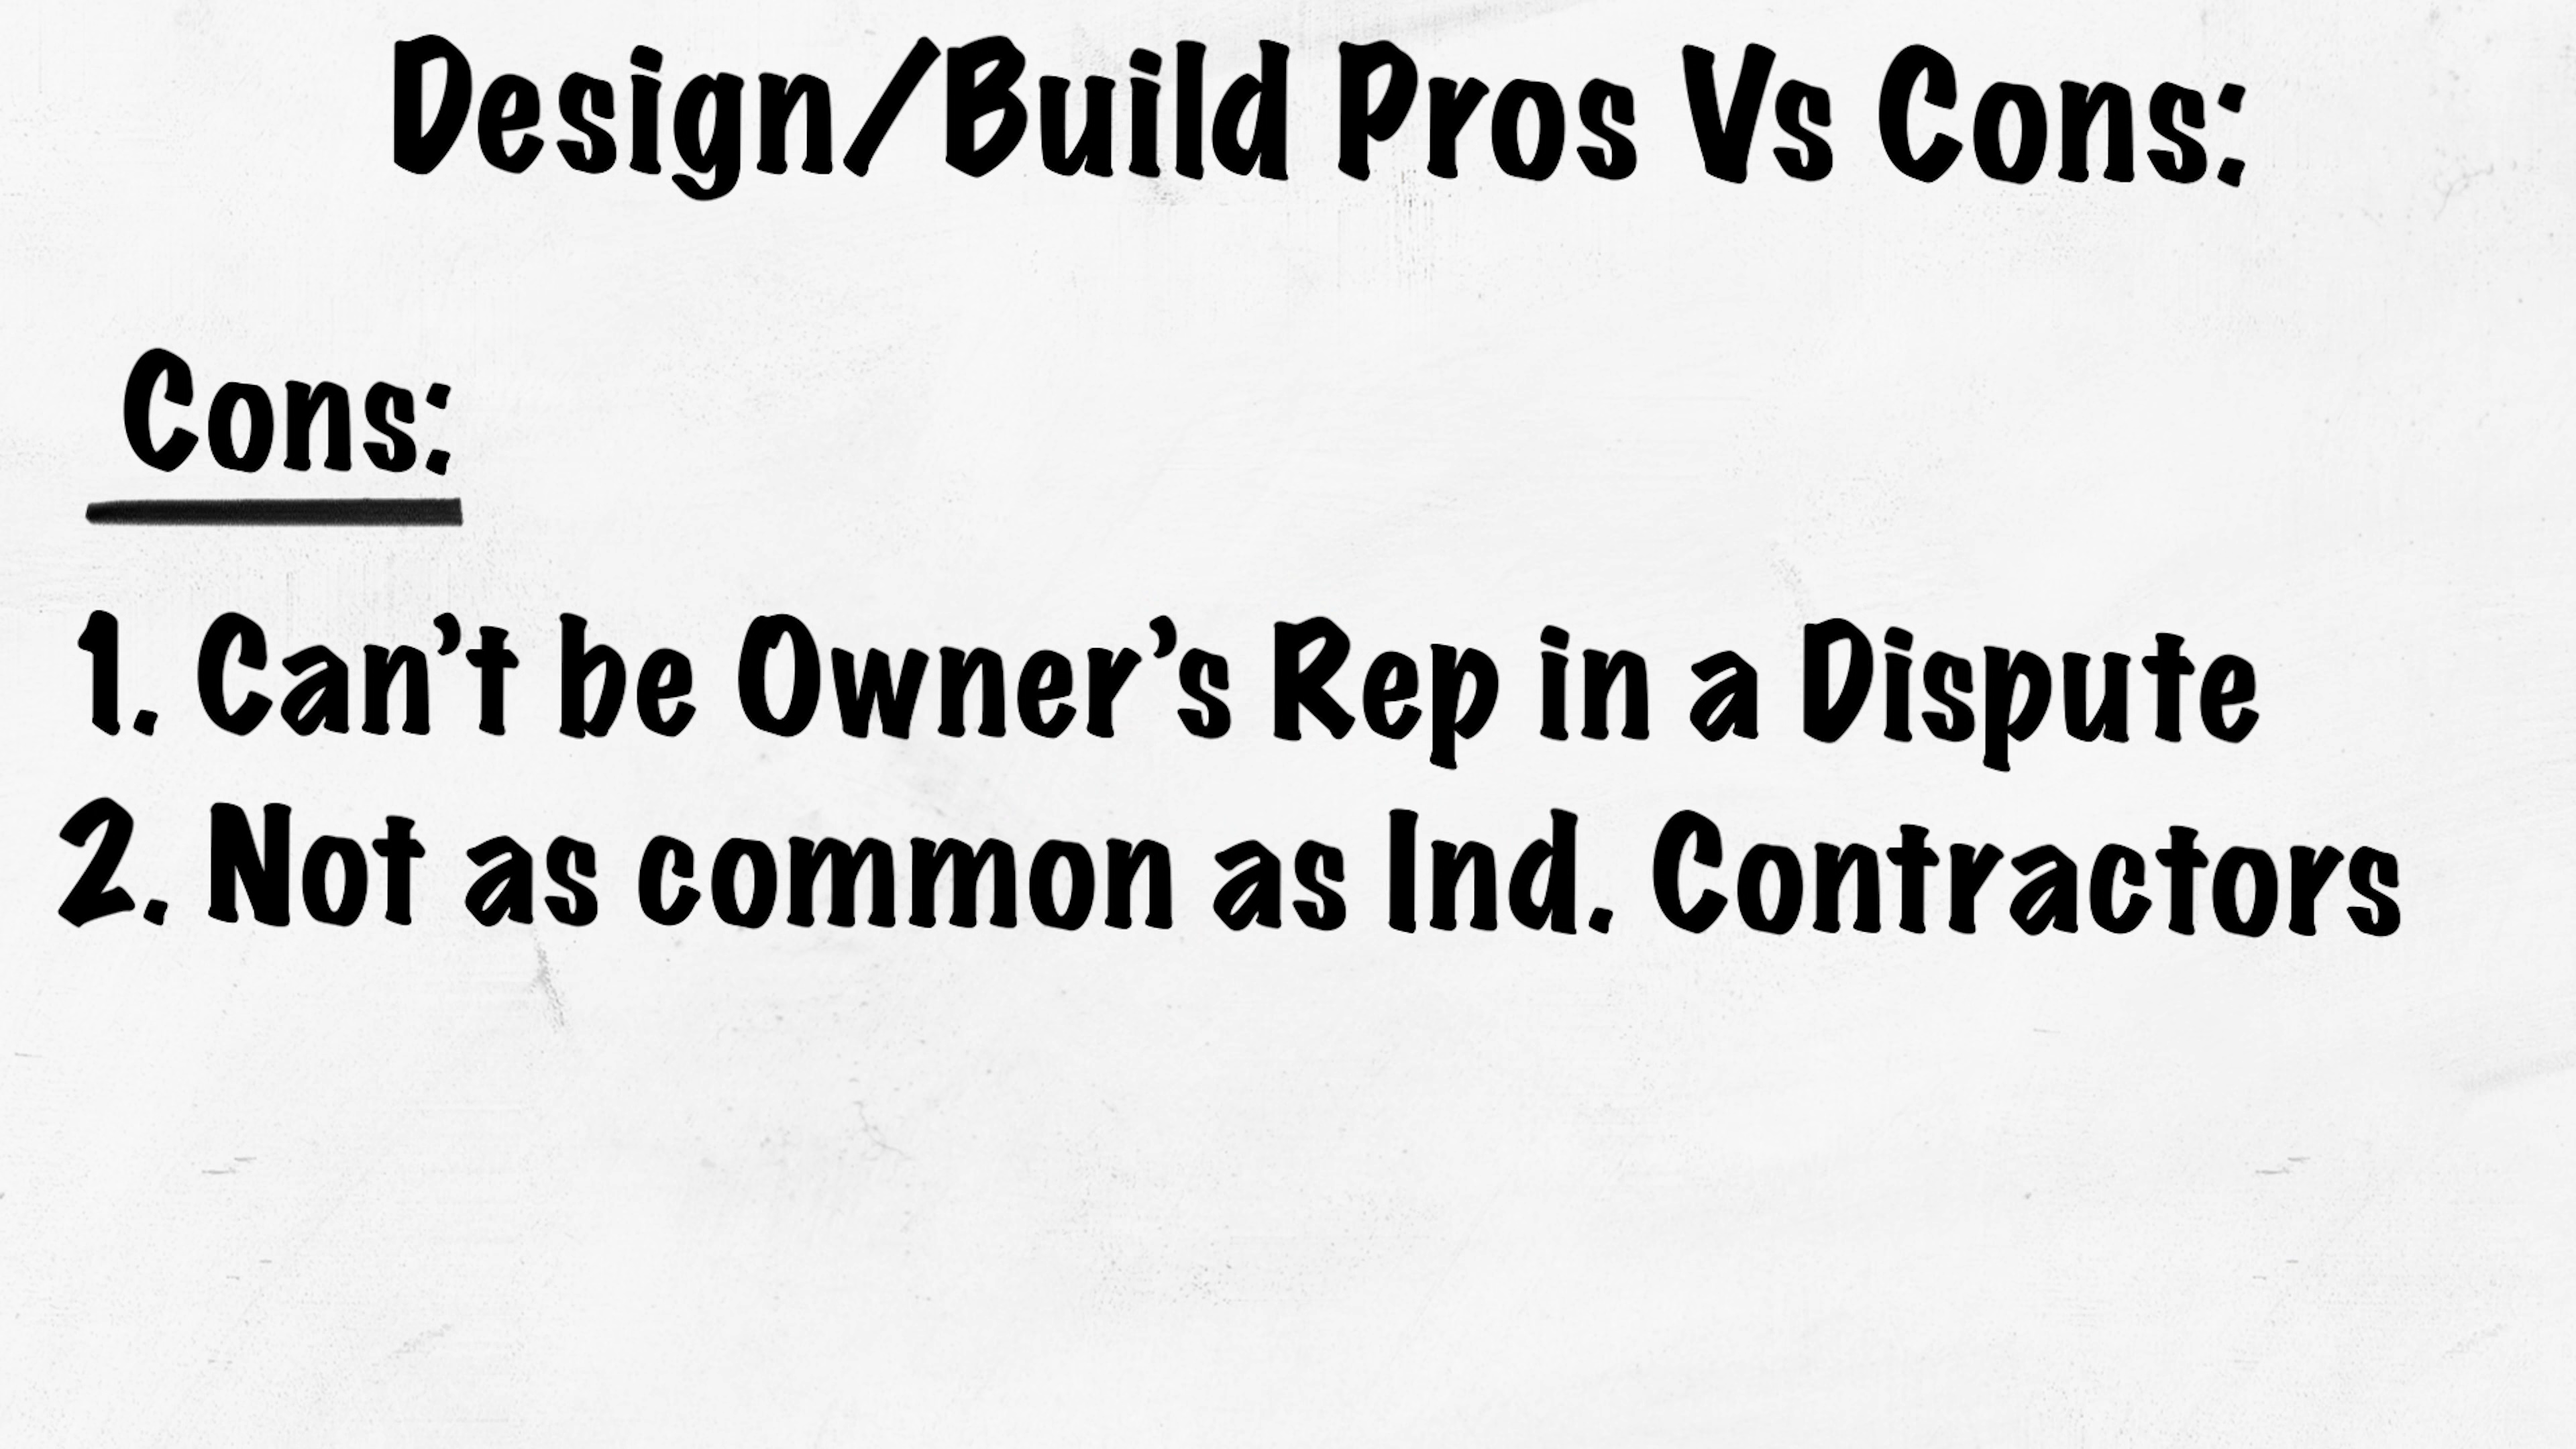 Design/Build Pros Vs Cons:
Cons:
1. Can’t be Owner’s Rep in a Dispute
2. Not as common as Ind. Contractors